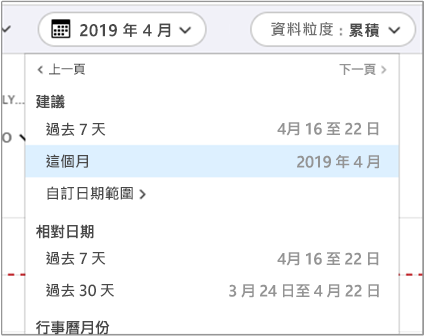 2019 年 4 月
資料粒度：累積
上一頁
下一頁
LY...
O
建議
過去 7 天
4月 16 至 22 日
這個月
2019 年 4 月
自訂日期範圍
相對日期
過去 7 天
4月 16 至 22 日
過去 30 天
3 月 24 日至 4 月 22 日
行事曆月份